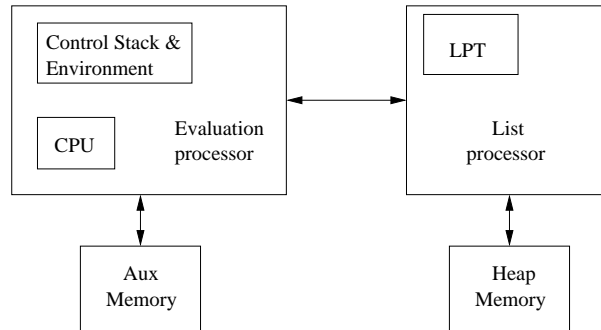 Control Stack &
Environment
CPU
Evaluation
processor
LPT
List
processor
Aux
Memory
Heap
Memory